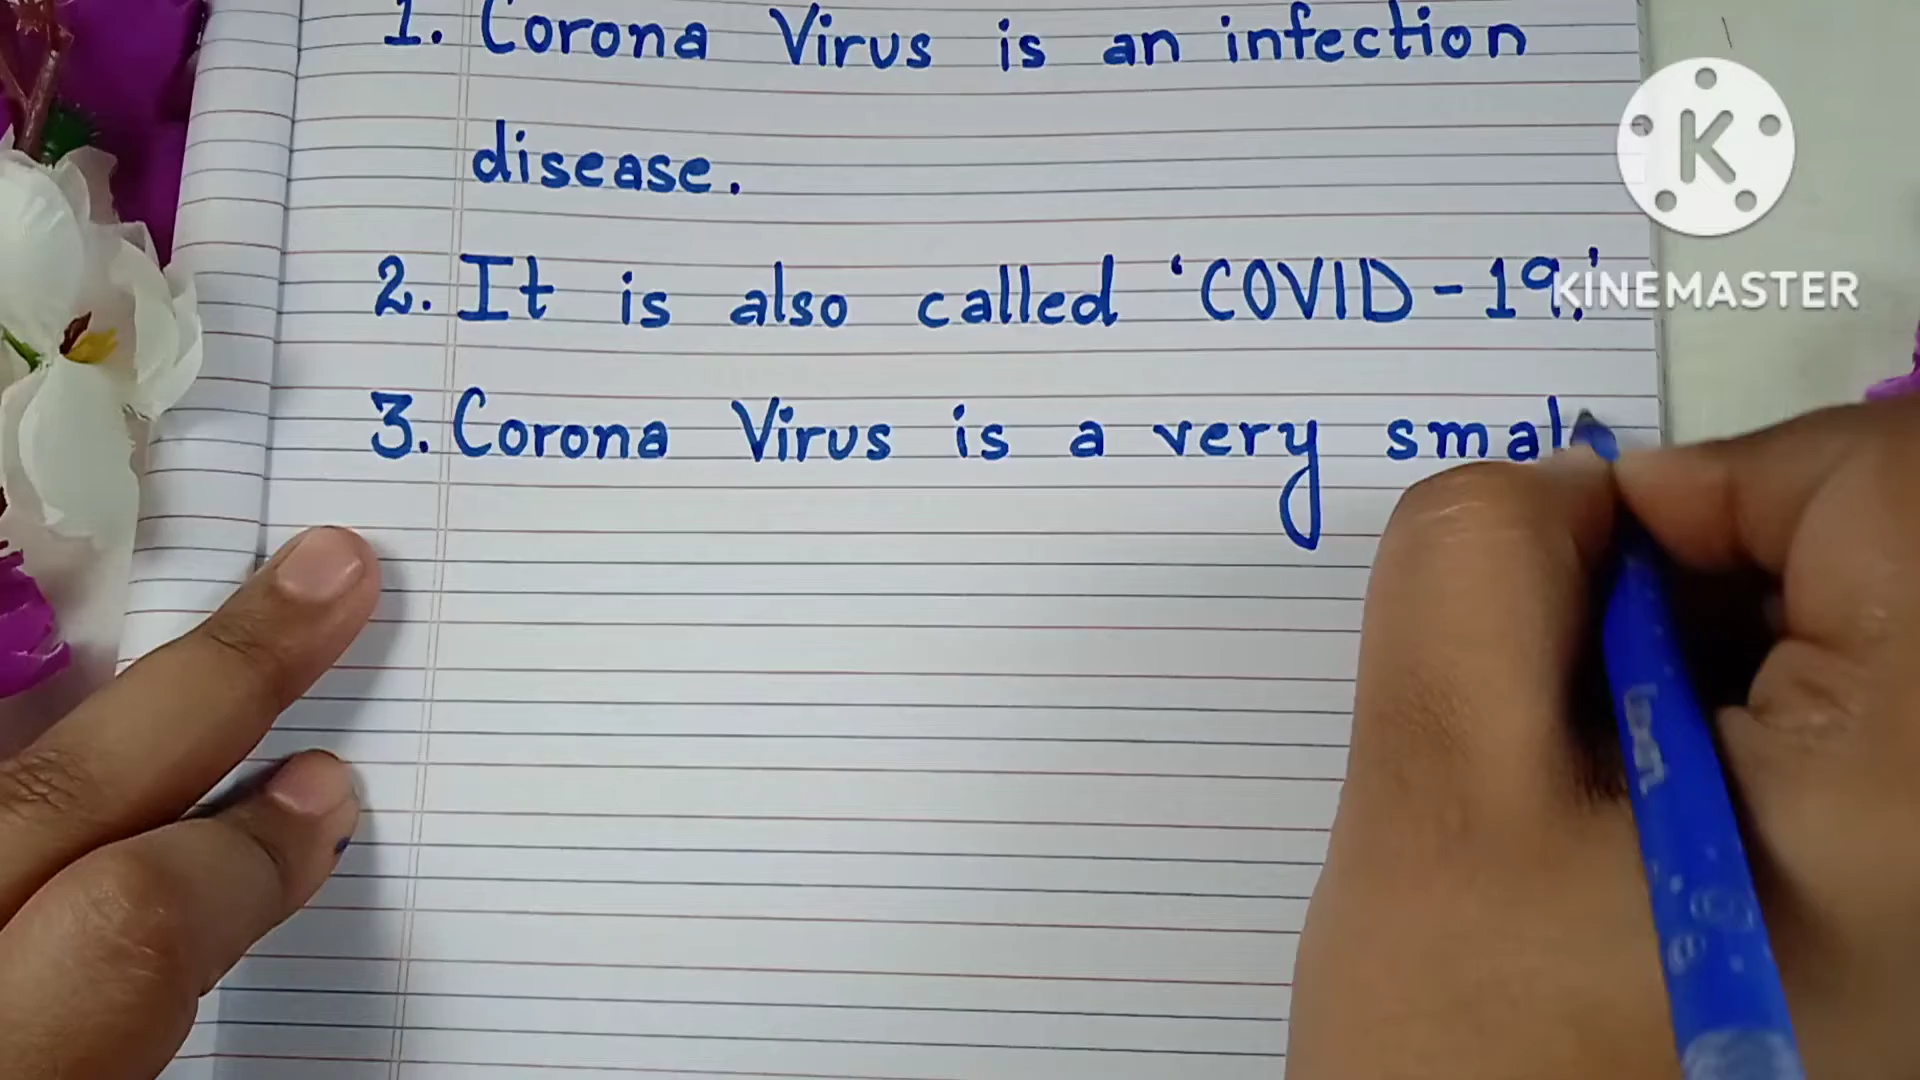 1. Corona Virus is an infection
disease.
2. It is also called 'COVID-19.'
3. Corona Virus is a very smal
K
KINEMASTER